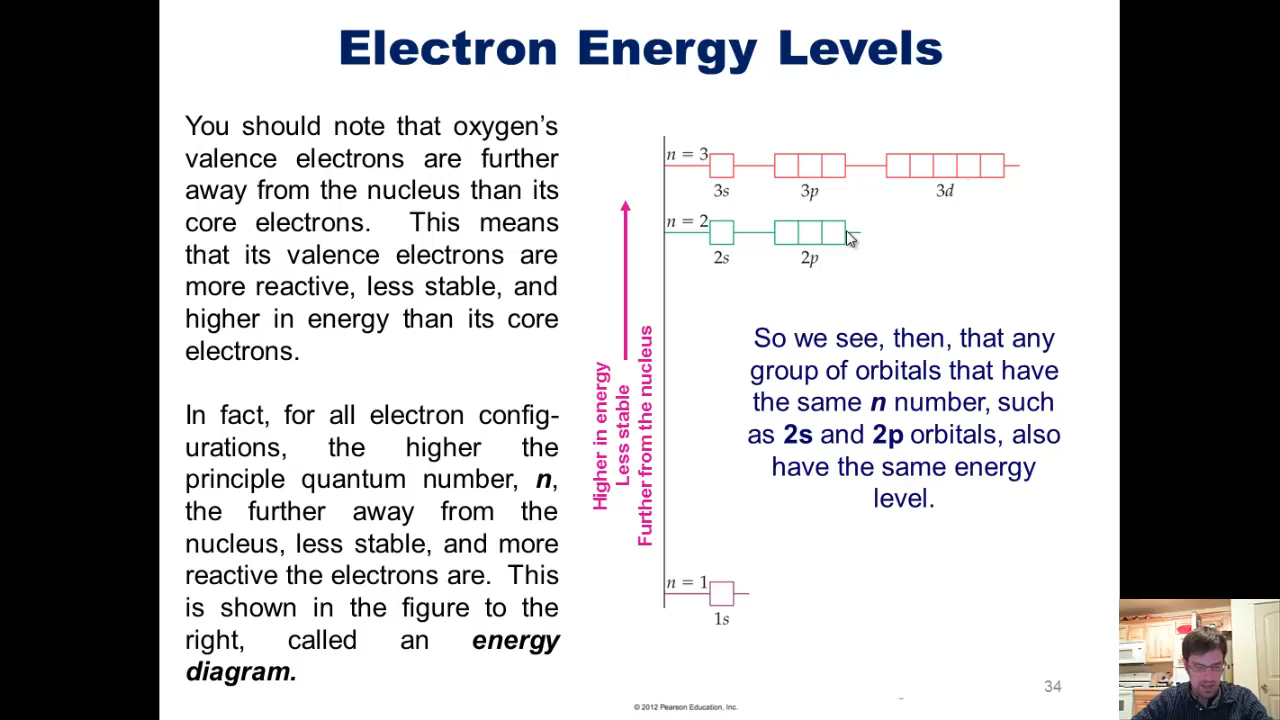 Electron Energy Levels
You should note that oxygen's
valence electrons are further
away from the nucleus than its
core electrons. This means
that its valence electrons are
more reactive, less stable, and
higher in energy than its core
electrons.
In fact, for all electron config-
urations, the higher the
principle quantum number, n,
the further away from the
nucleus, less stable, and more
reactive the electrons are. This
is shown in the figure to the
right, called an energy
diagram.
Higher in energy
Less stable
Further from the nucleus
n = 3
3s 3p 3d
n = 2
2s 2p
So we see, then, that any
group of orbitals that have
the same n number, such
as 2s and 2p orbitals, also
have the same energy
level.
n = 1
1s
34
© 2012 Pearson Education, Inc.